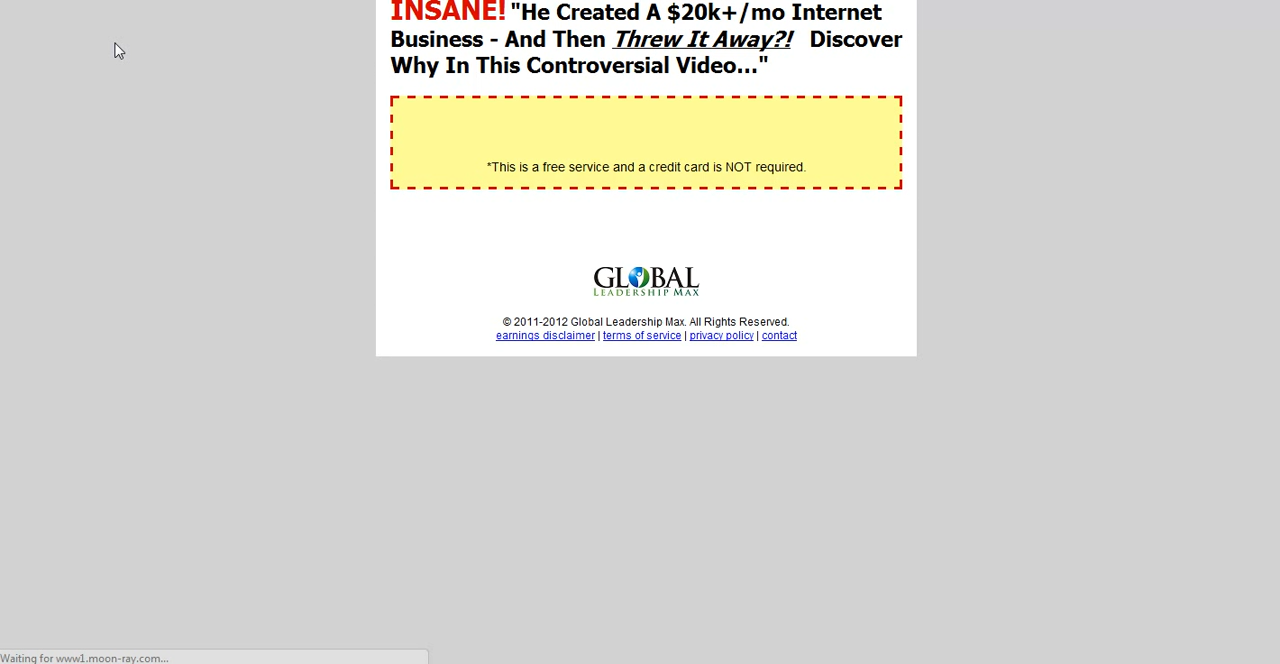 INSANE! "He Created A $20k+/mo Internet
Business - And Then Threw It Away?! Discover
Why In This Controversial Video..."
*This is a free service and a credit card is NOT required.
GLOBAL
LEADERSHIP MAX
© 2011-2012 Global Leadership Max. All Rights Reserved.
earnings disclaimer | terms of service | privacy policy | contact
Waiting for www1.moon-ray.com...